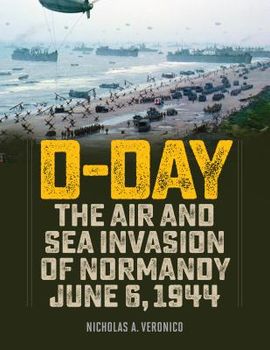 D-DAY
THE AIR AND
SEA INVASION
OF NORMANDY
JUNE 6, 1944
NICHOLAS A. VERONICO